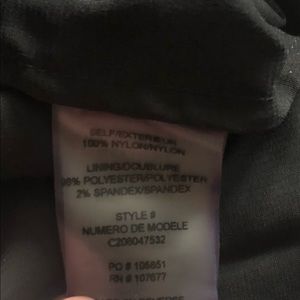 SELF/EXTERIEUR
100% NYLON/NYLON
LINING/DOUBLURE
98% POLYESTER/POLYESTER
2% SPANDEX/SPANDEX
STYLE #
NUMERO DE MODELE
C206047532
PO # 105651
RN # 107677